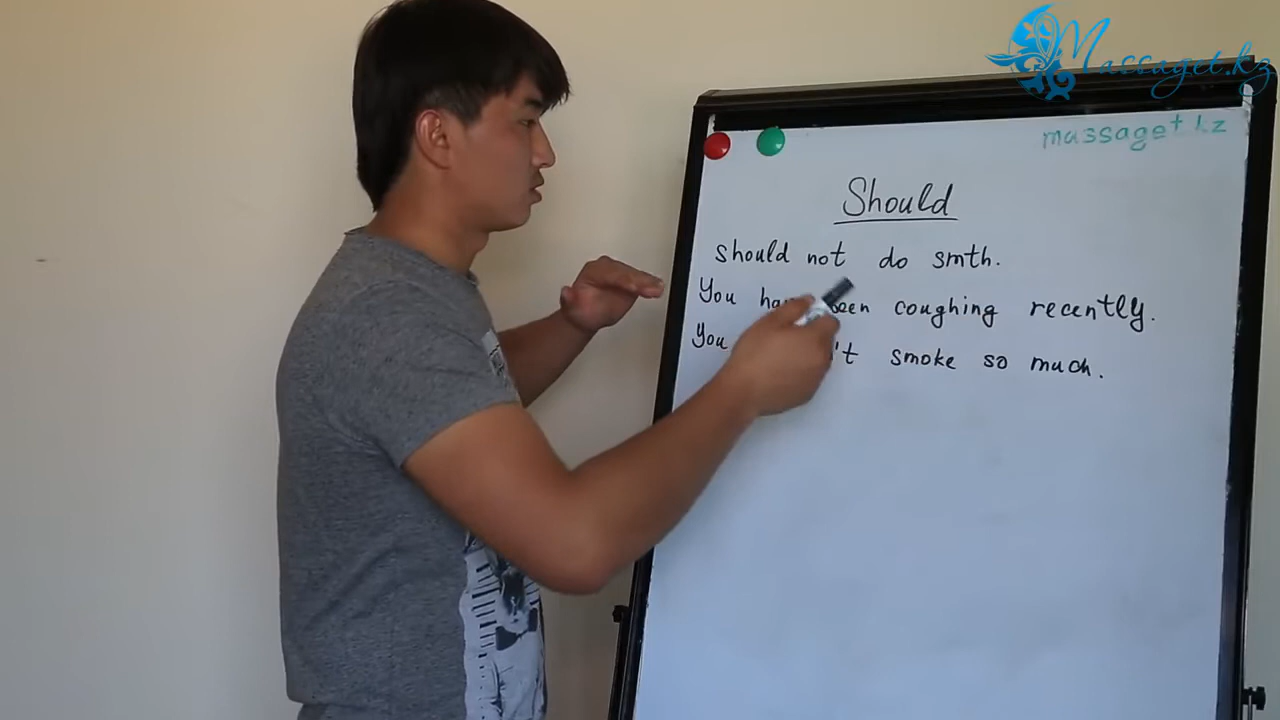 Massaget.kz
massaget.kz
Should
should not do smth.
You coughing recently.
You smoke so much.